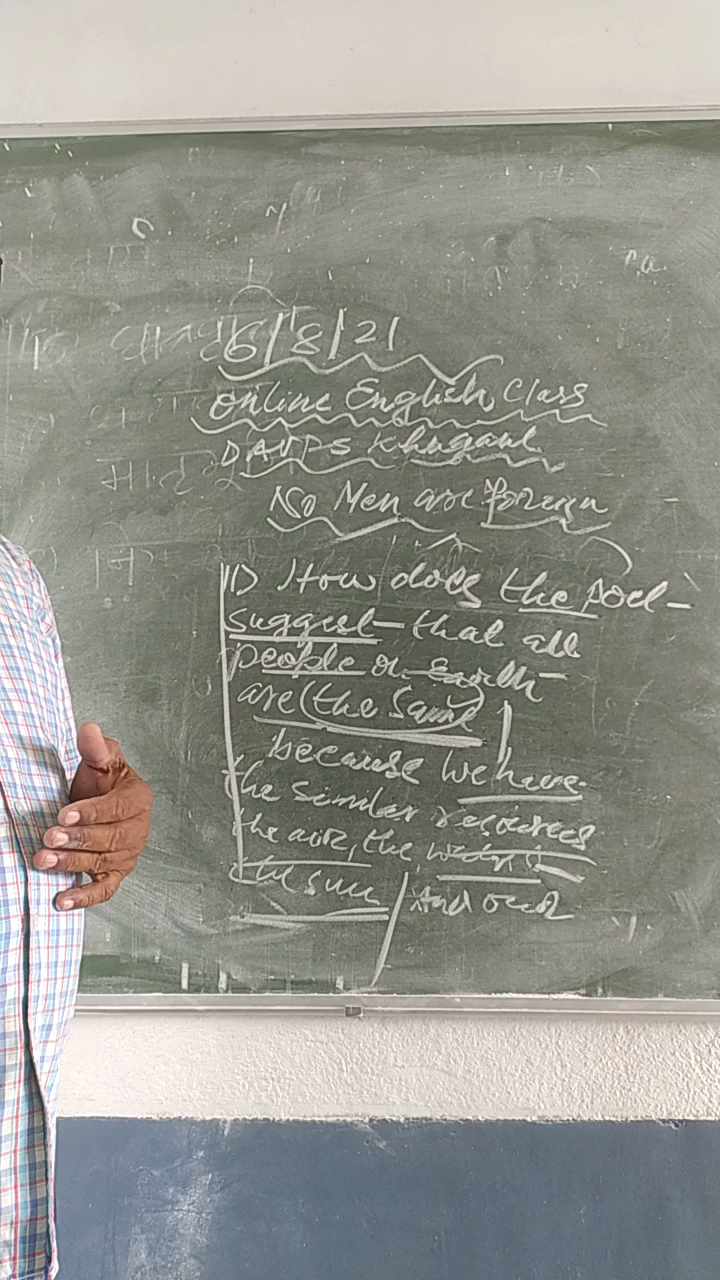 6/8/21
Online English Class
DAVPS Khagaul
No Men are foreign
1) How does the Poet
suggest that all
people on Earth
are (the same)
because we have
the similar resources
the air, the water,
the sun And our